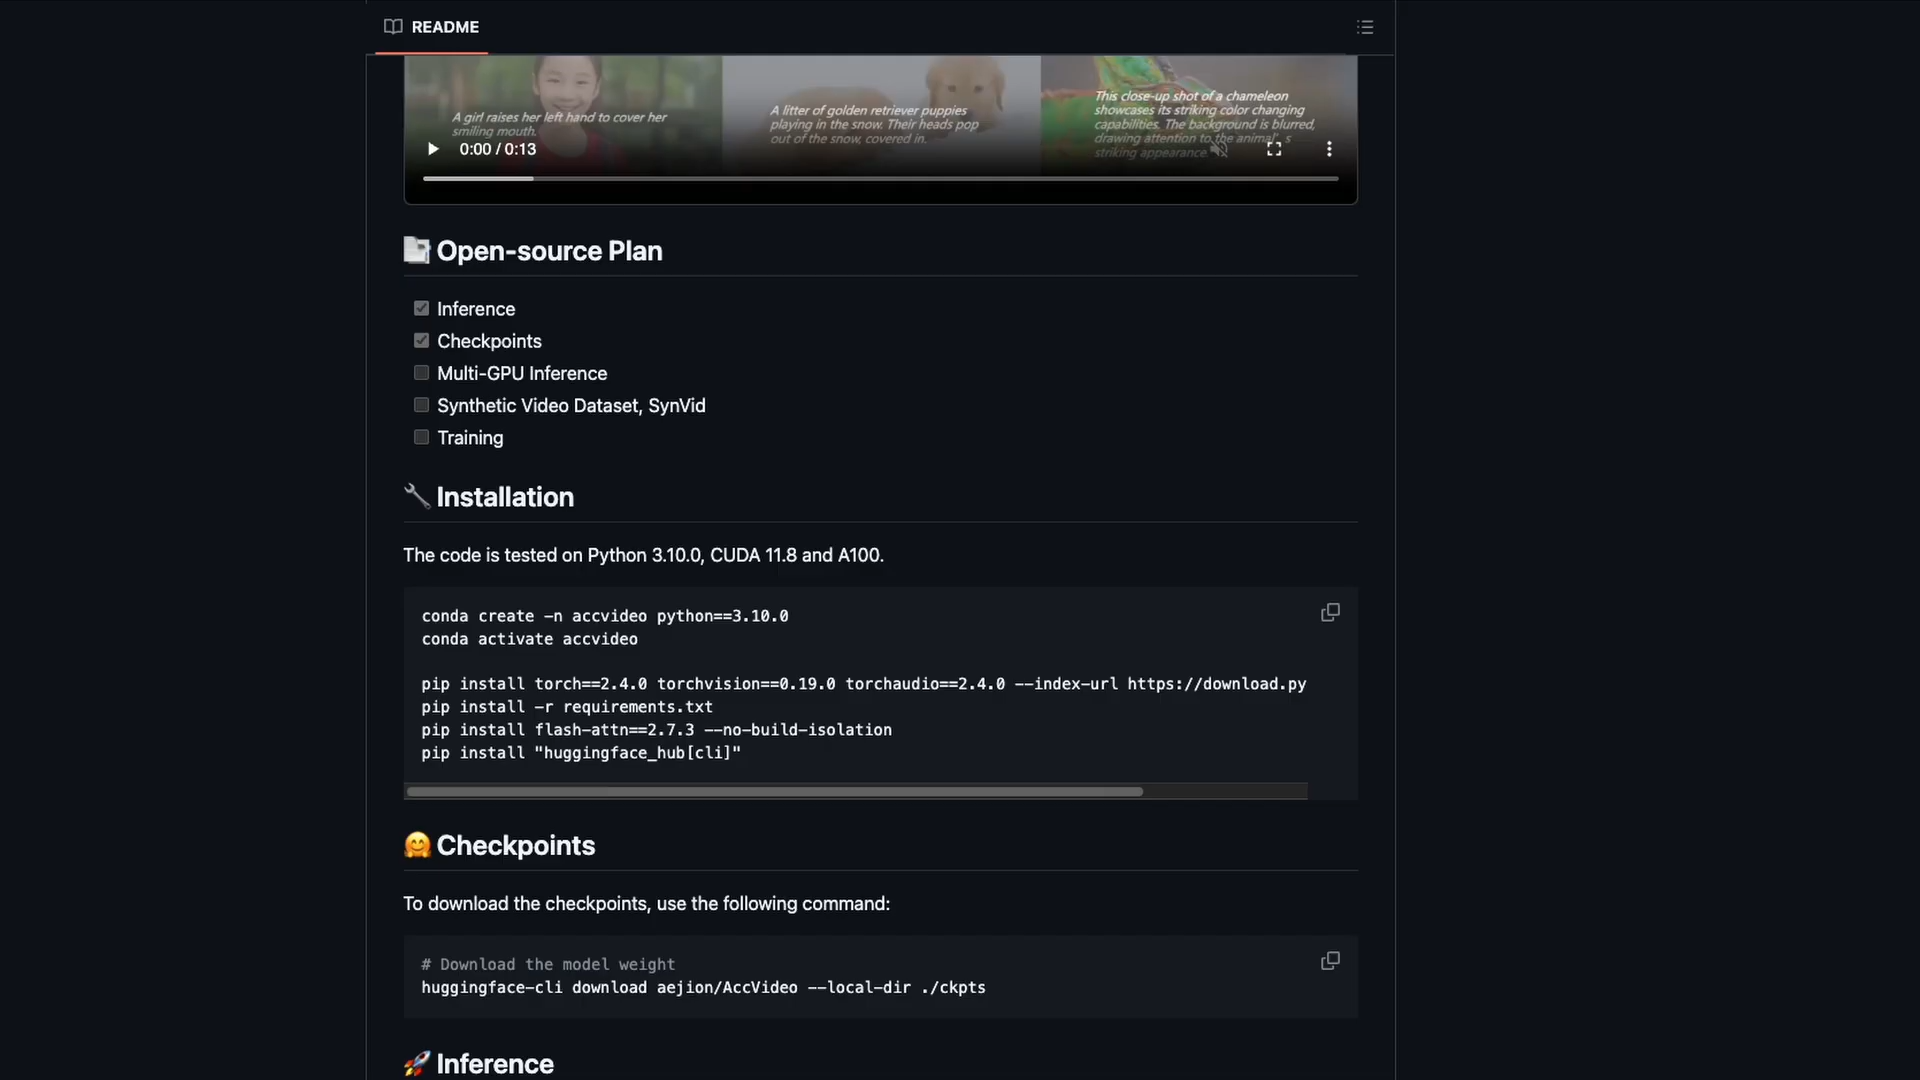 README
A girl raises her left hand to cover her
smiling mouth.
A litter of golden retriever puppies
playing in the snow. Their heads pop
out of the snow, covered in.
This close-up shot of a chameleon
showcases its striking color changing
capabilities. The background is blurred,
drawing attention to the animal's
striking appearance.
0:00 / 0:13
Open-source Plan
Inference
Checkpoints
Multi-GPU Inference
Synthetic Video Dataset, SynVid
Training
Installation
The code is tested on Python 3.10.0, CUDA 11.8 and A100.
conda create -n accvideo python==3.10.0
conda activate accvideo
pip install torch==2.4.0 torchvision==0.19.0 torchaudio==2.4.0 --index-url https://download.py
pip install -r requirements.txt
pip install flash-attn==2.7.3 --no-build-isolation
pip install "huggingface_hub[cli]"
Checkpoints
To download the checkpoints, use the following command:
# Download the model weight
huggingface-cli download aejion/AccVideo --local-dir ./ckpts
Inference